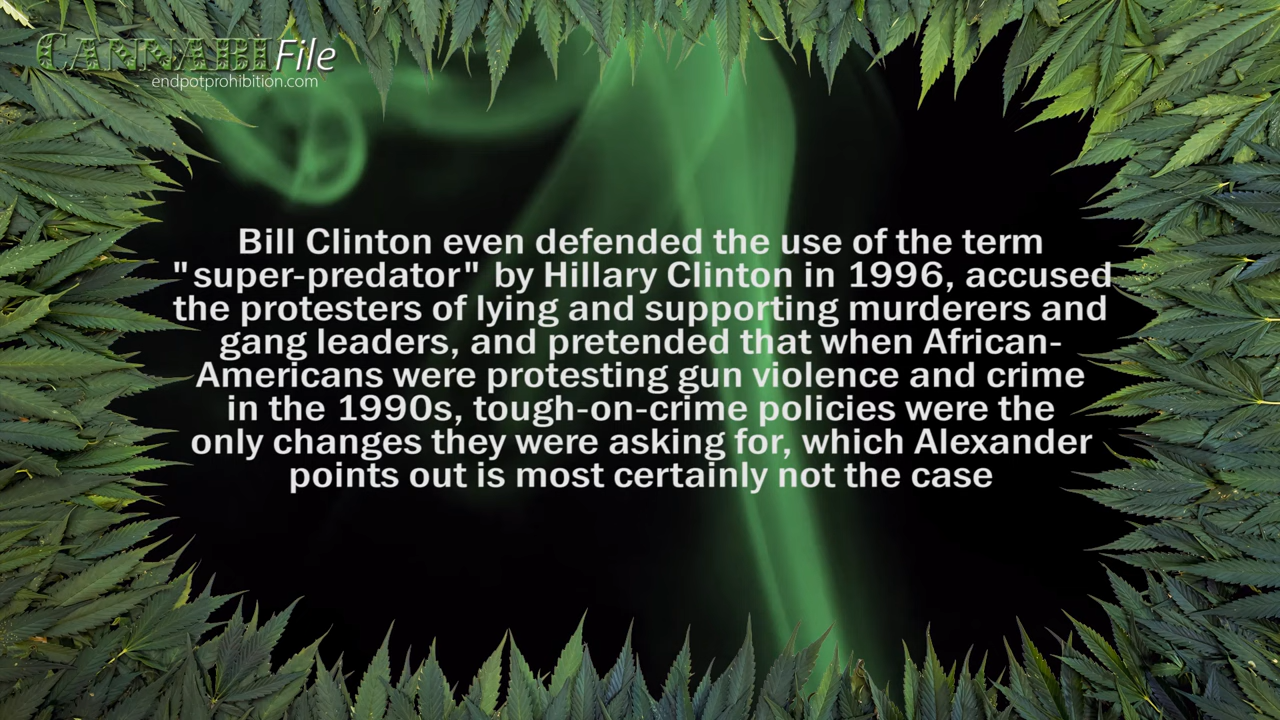 CANNABIFile
endpotprohibition.com
Bill Clinton even defended the use of the term
"super-predator" by Hillary Clinton in 1996, accused
the protesters of lying and supporting murderers and
gang leaders, and pretended that when African-
Americans were protesting gun violence and crime
in the 1990s, tough-on-crime policies were the
only changes they were asking for, which Alexander
points out is most certainly not the case